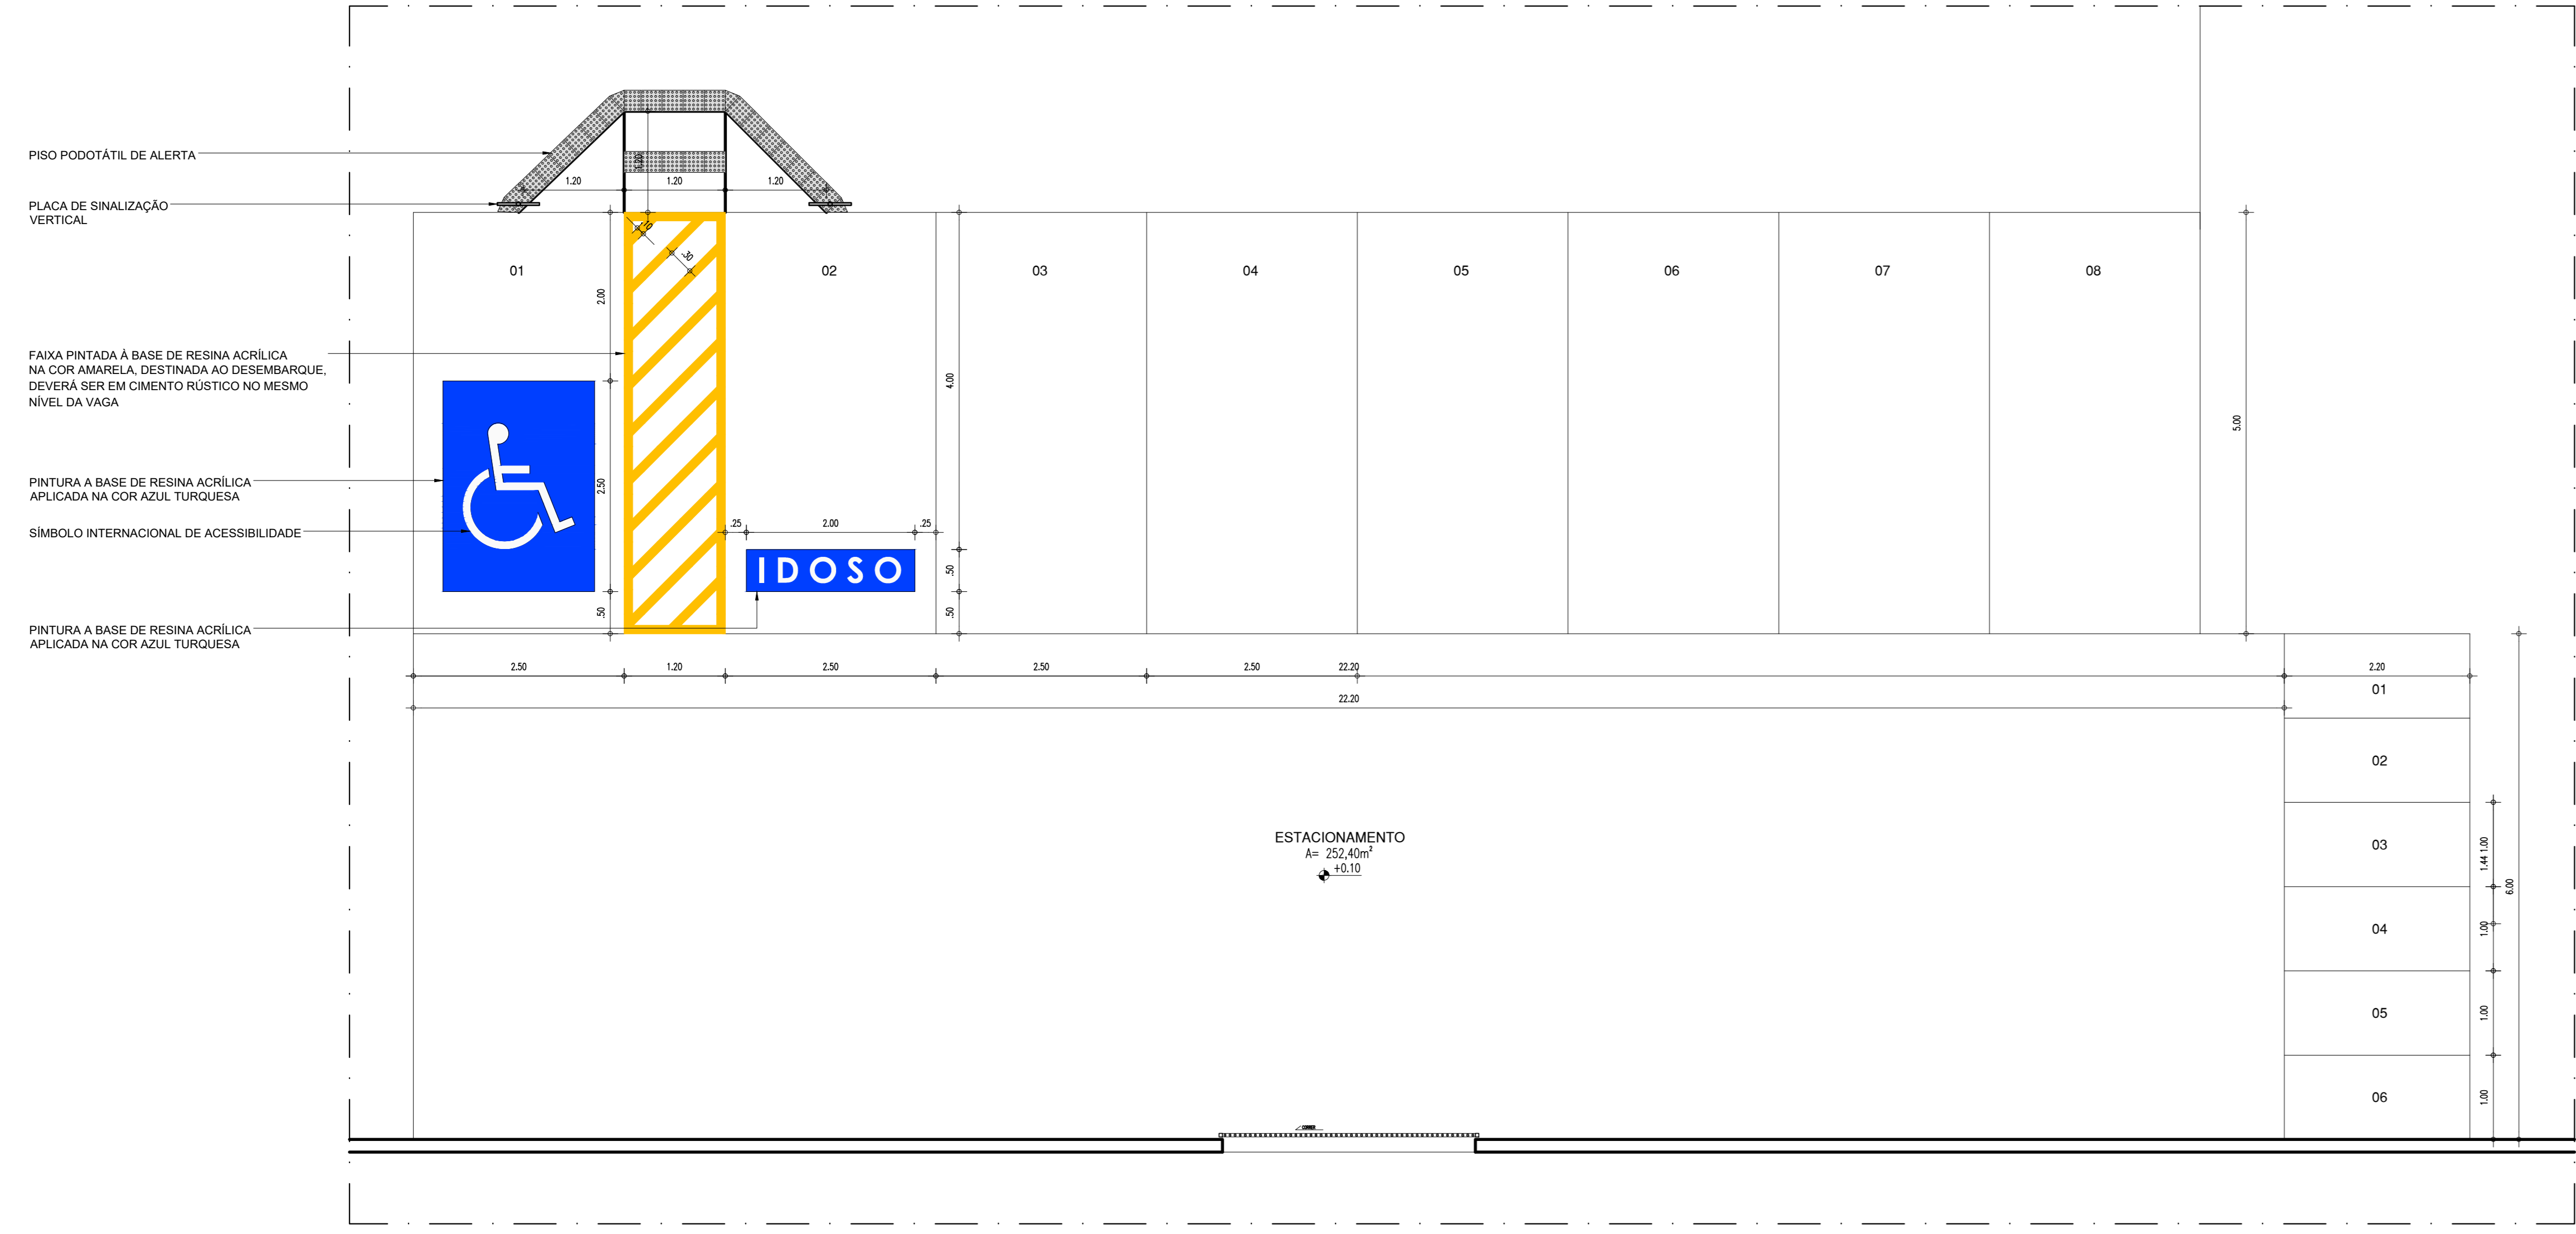 PISO PODOTÁTIL DE ALERTA
PLACA DE SINALIZAÇÃO
VERTICAL
FAIXA PINTADA À BASE DE RESINA ACRÍLICA
NA COR AMARELA, DESTINADA AO DESEMBARQUE,
DEVERÁ SER EM CIMENTO RÚSTICO NO MESMO
NÍVEL DA VAGA
PINTURA A BASE DE RESINA ACRÍLICA
APLICADA NA COR AZUL TURQUESA
SÍMBOLO INTERNACIONAL DE ACESSIBILIDADE
PINTURA A BASE DE RESINA ACRÍLICA
APLICADA NA COR AZUL TURQUESA
1.20
1.20 1.20 1.20
.10
.30
01 02 03 04 05 06 07 08
2.00
4.00
5.00
2.50
.25 2.00 .25
IDOSO
.50
.50
.50
2.50 1.20 2.50 2.50 2.50 22.20 2.20
22.20
01
02
03
04
05
06
1.44 1.00
1.00
1.00
1.00
6.00
ESTACIONAMENTO
A= 252,40m²
+0.10
CORRER